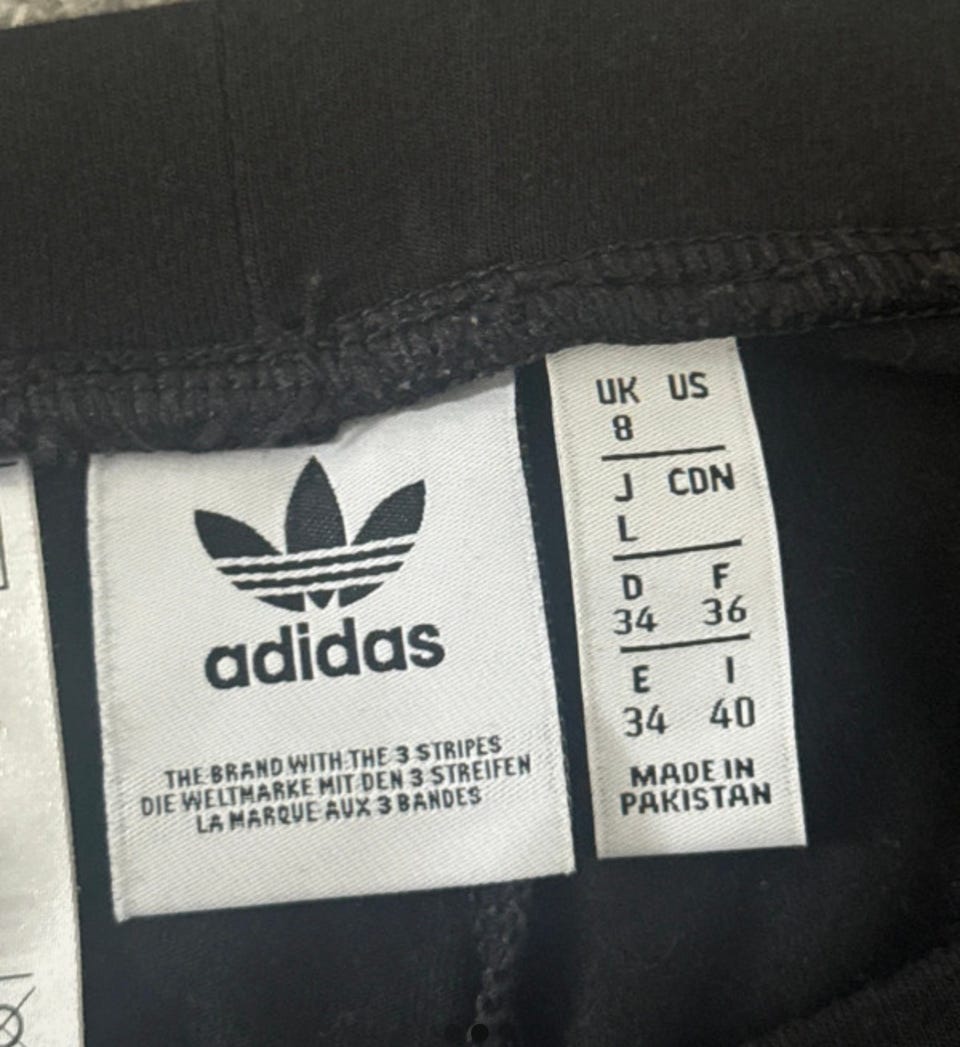 adidas
THE BRAND WITH THE 3 STRIPES
DIE WELTMARKE MIT DEN 3 STREIFEN
LA MARQUE AUX 3 BANDES
UK US
8
J CDN
L
D F
34 36
E I
34 40
MADE IN
PAKISTAN